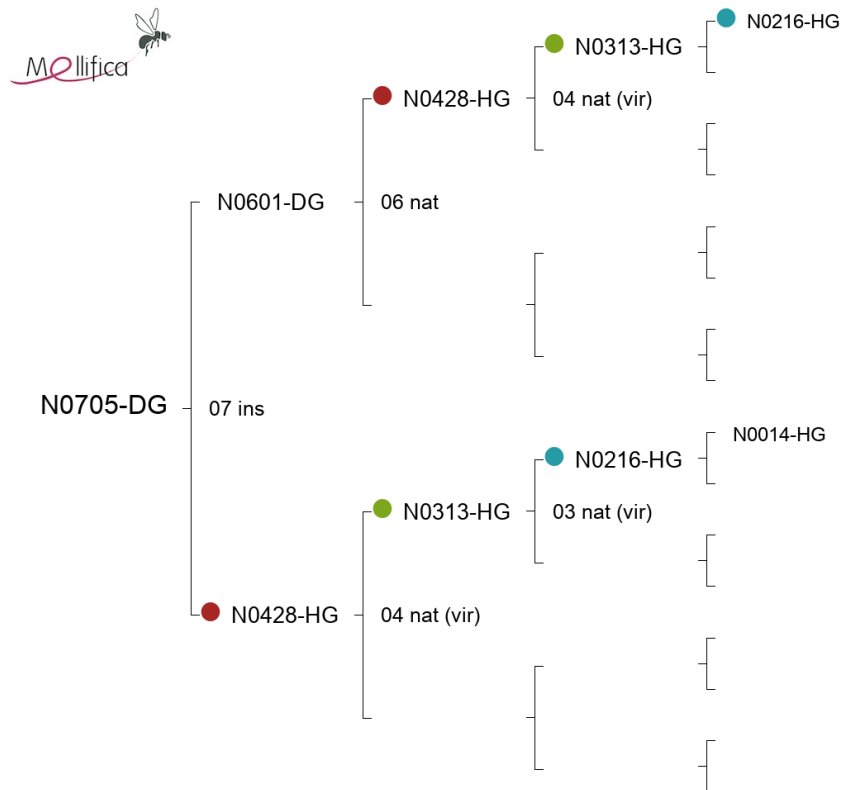 N0216-HG
N0313-HG
Mellifica
N0428-HG
04 nat (vir)
N0601-DG
06 nat
N0705-DG
07 ins
N0014-HG
N0216-HG
N0313-HG
03 nat (vir)
N0428-HG
04 nat (vir)